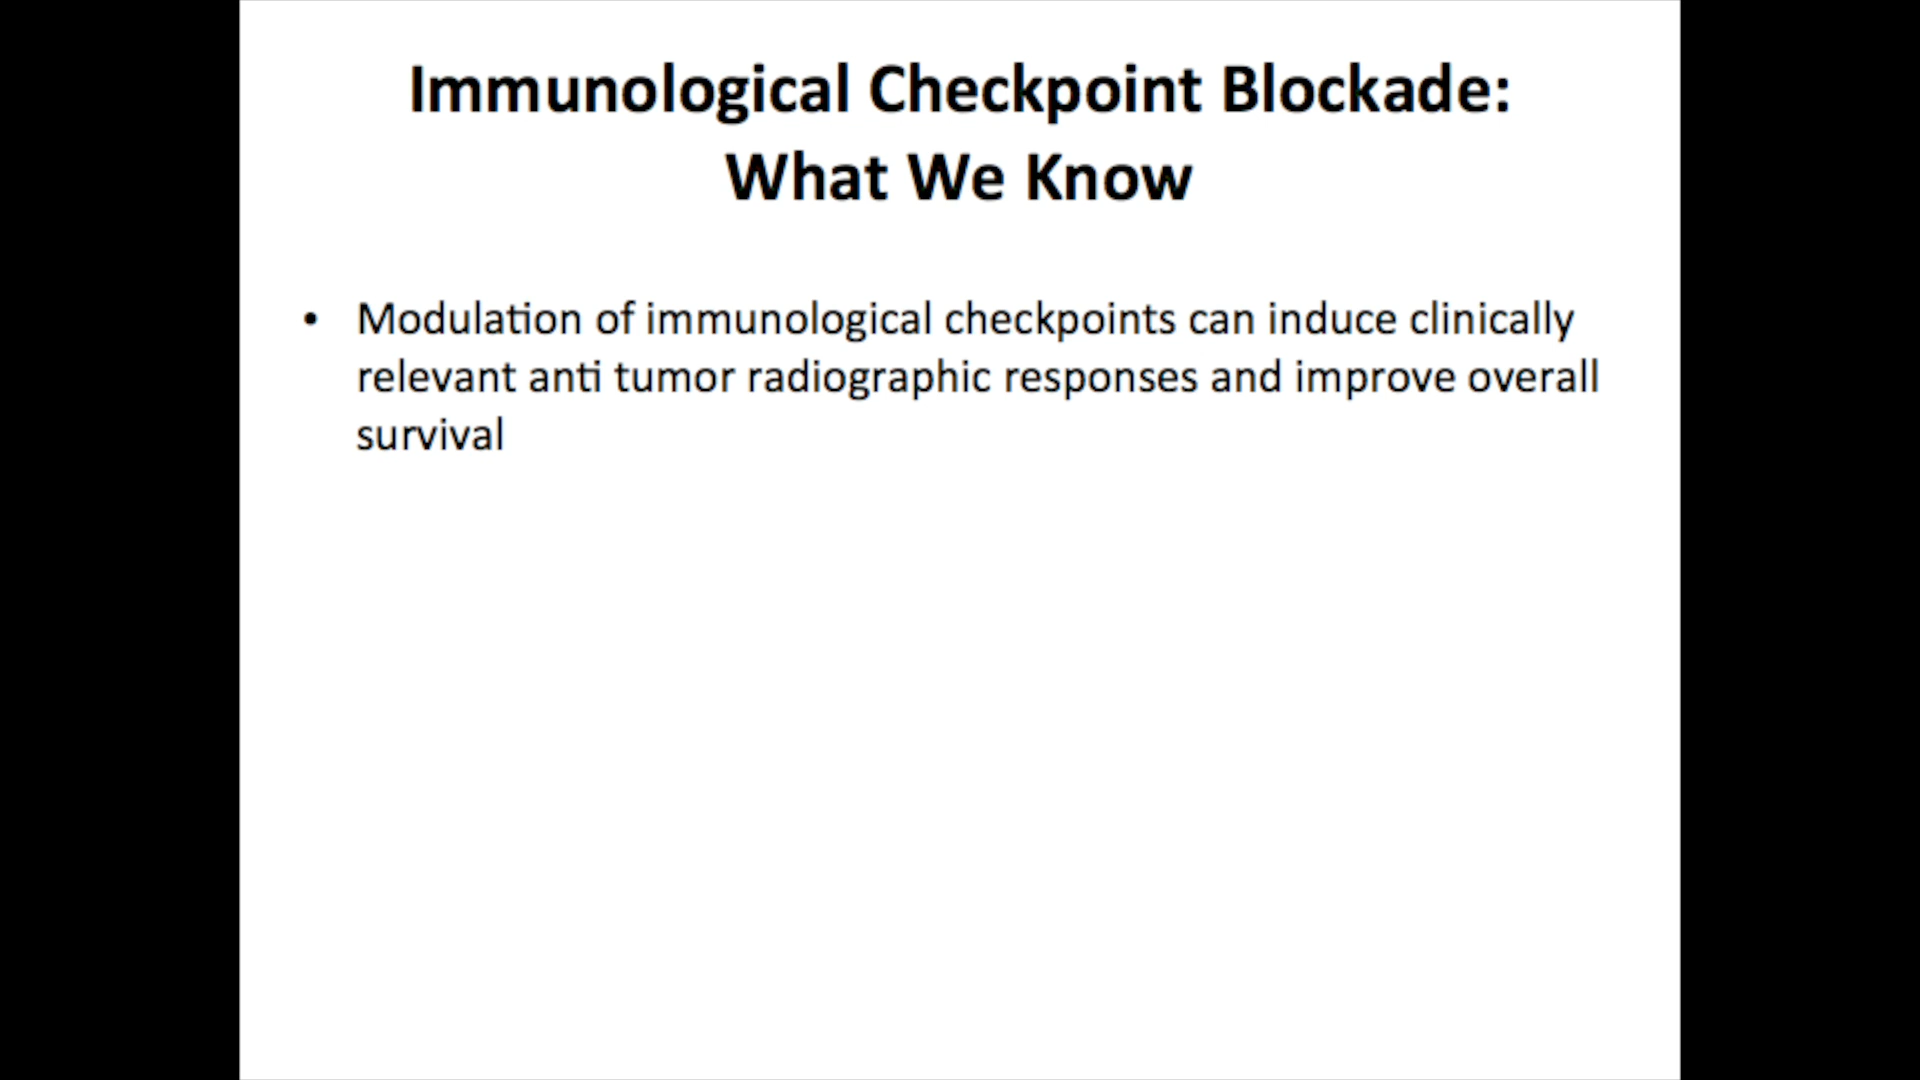 Immunological Checkpoint Blockade:
What We Know
• Modulation of immunological checkpoints can induce clinically
relevant anti tumor radiographic responses and improve overall
survival